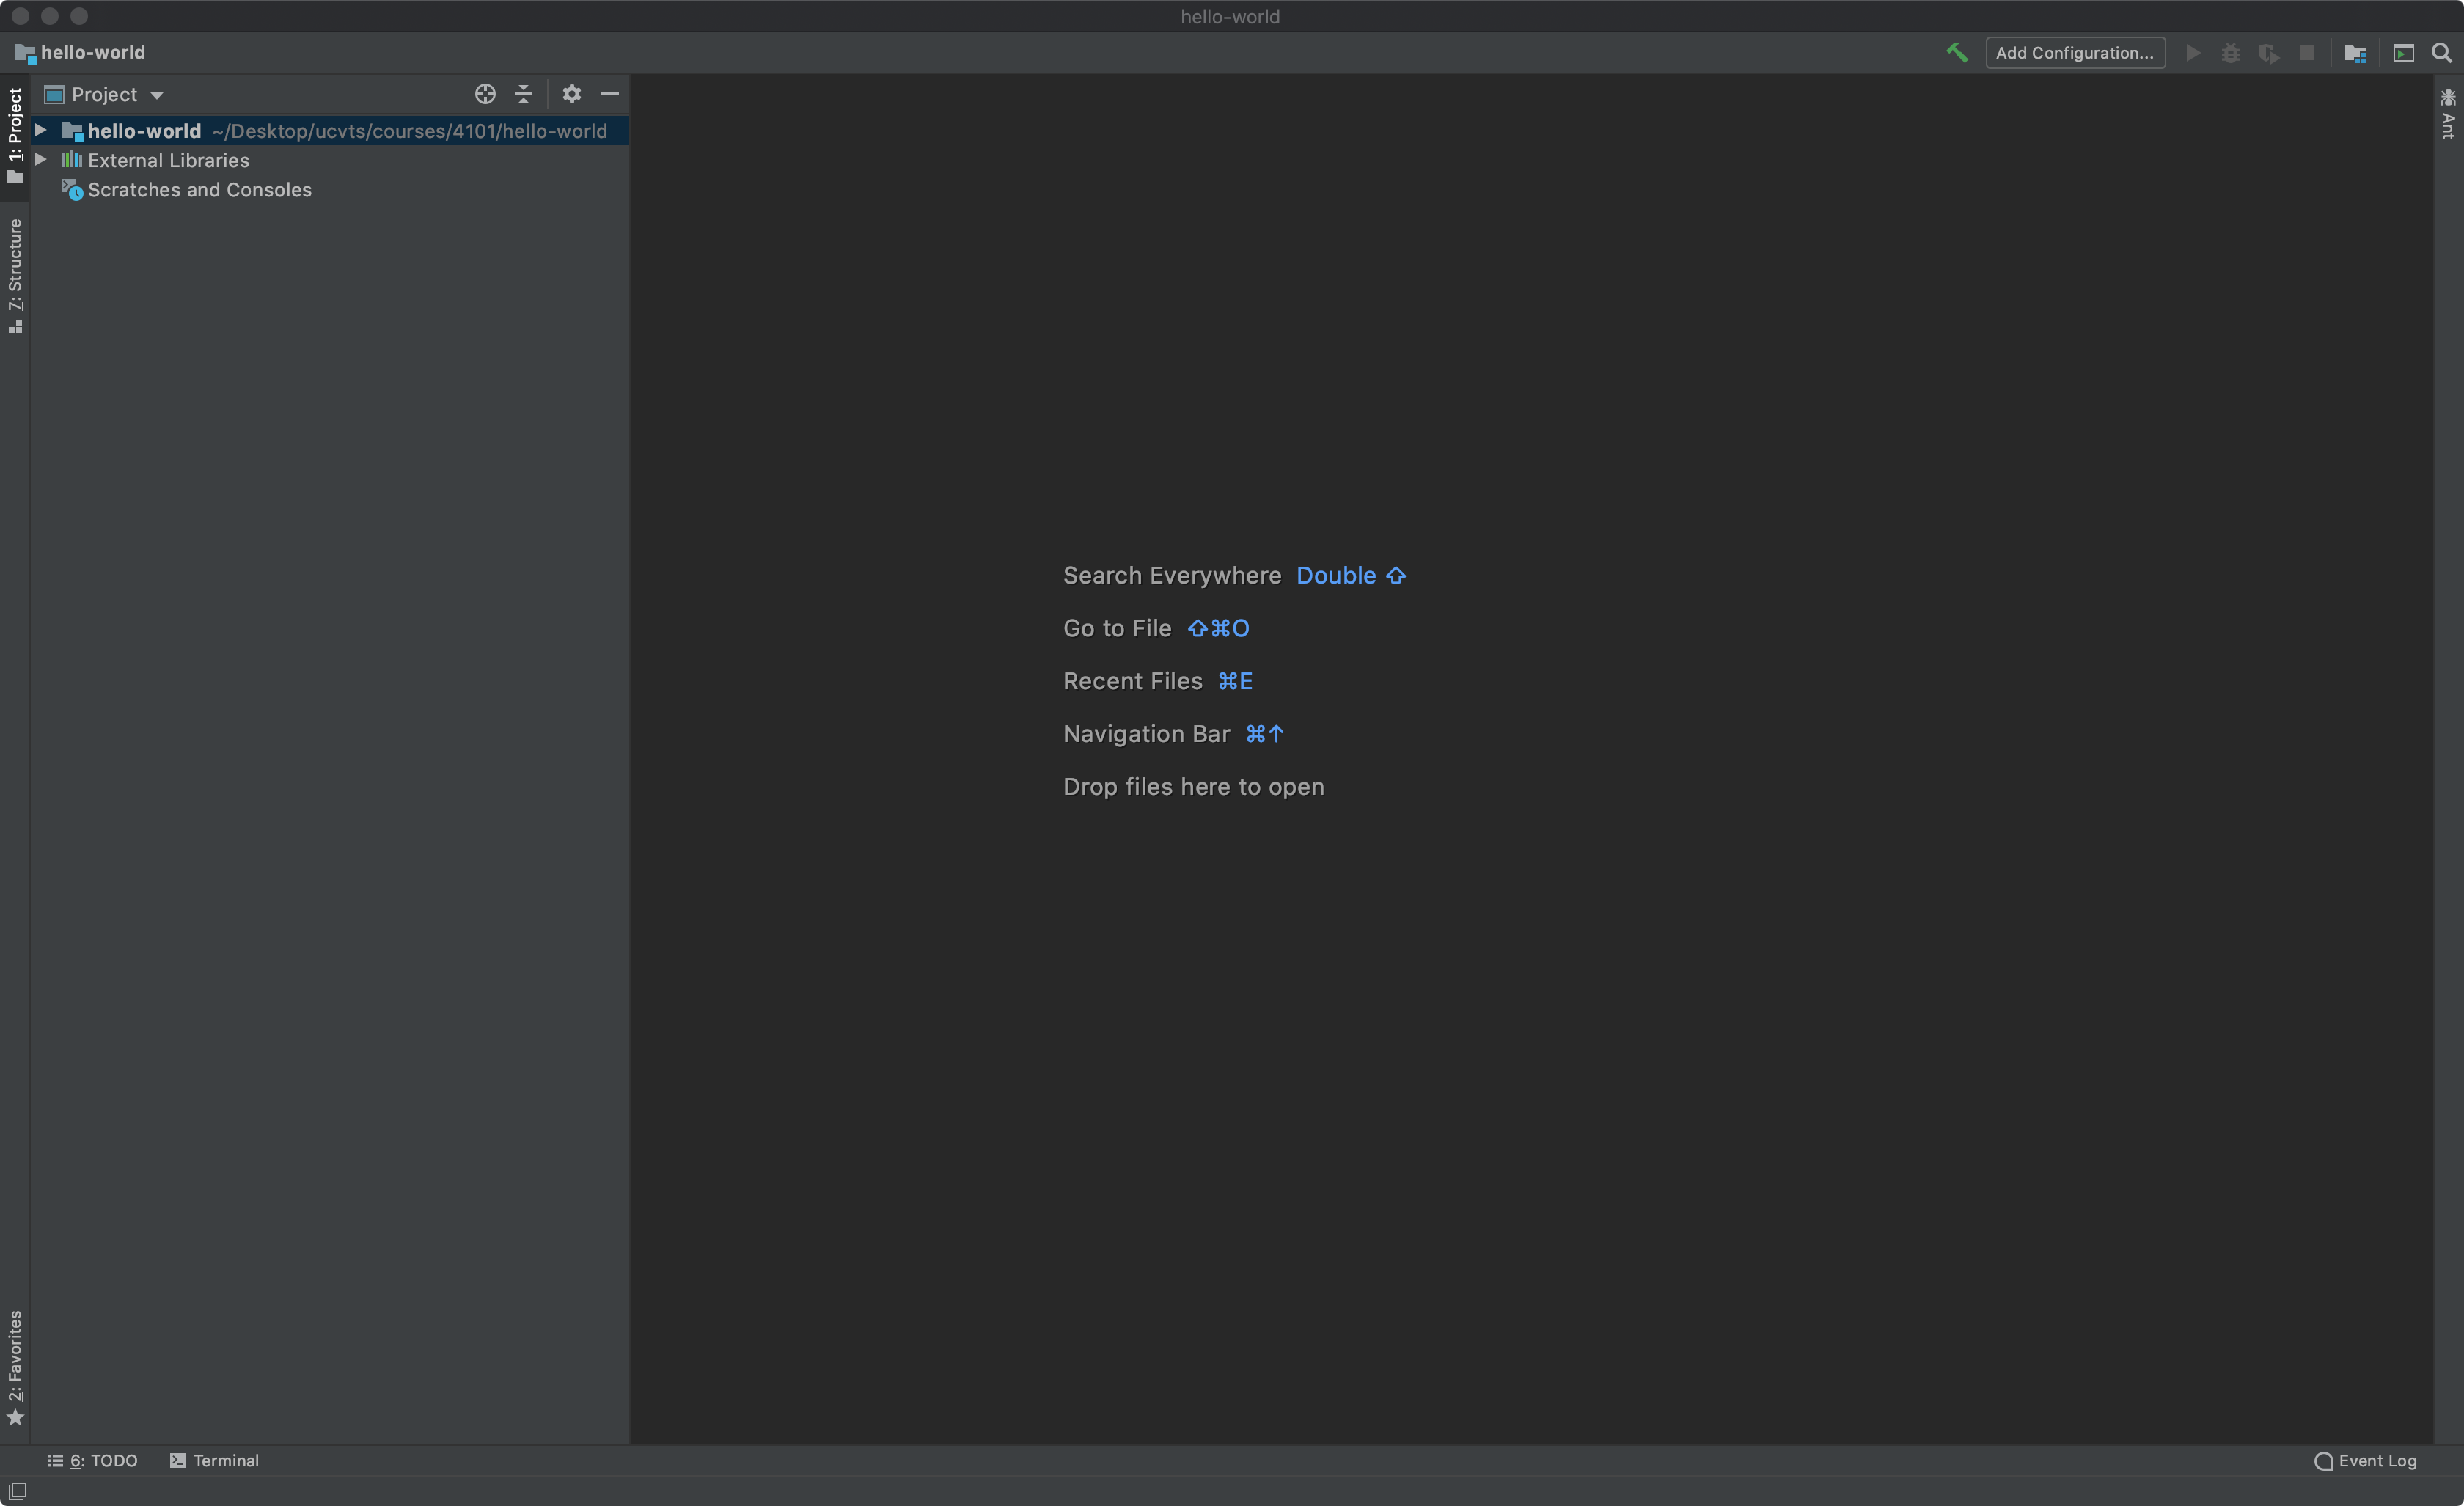 hello-world
hello-world
Add Configuration...
1: Project
Project
hello-world ~/Desktop/ucvts/courses/4101/hello-world
External Libraries
Scratches and Consoles
7: Structure
Ant
Search Everywhere Double ⇧
Go to File ⇧⌘O
Recent Files ⌘E
Navigation Bar ⌘↑
Drop files here to open
2: Favorites
6: TODO
Terminal
Event Log